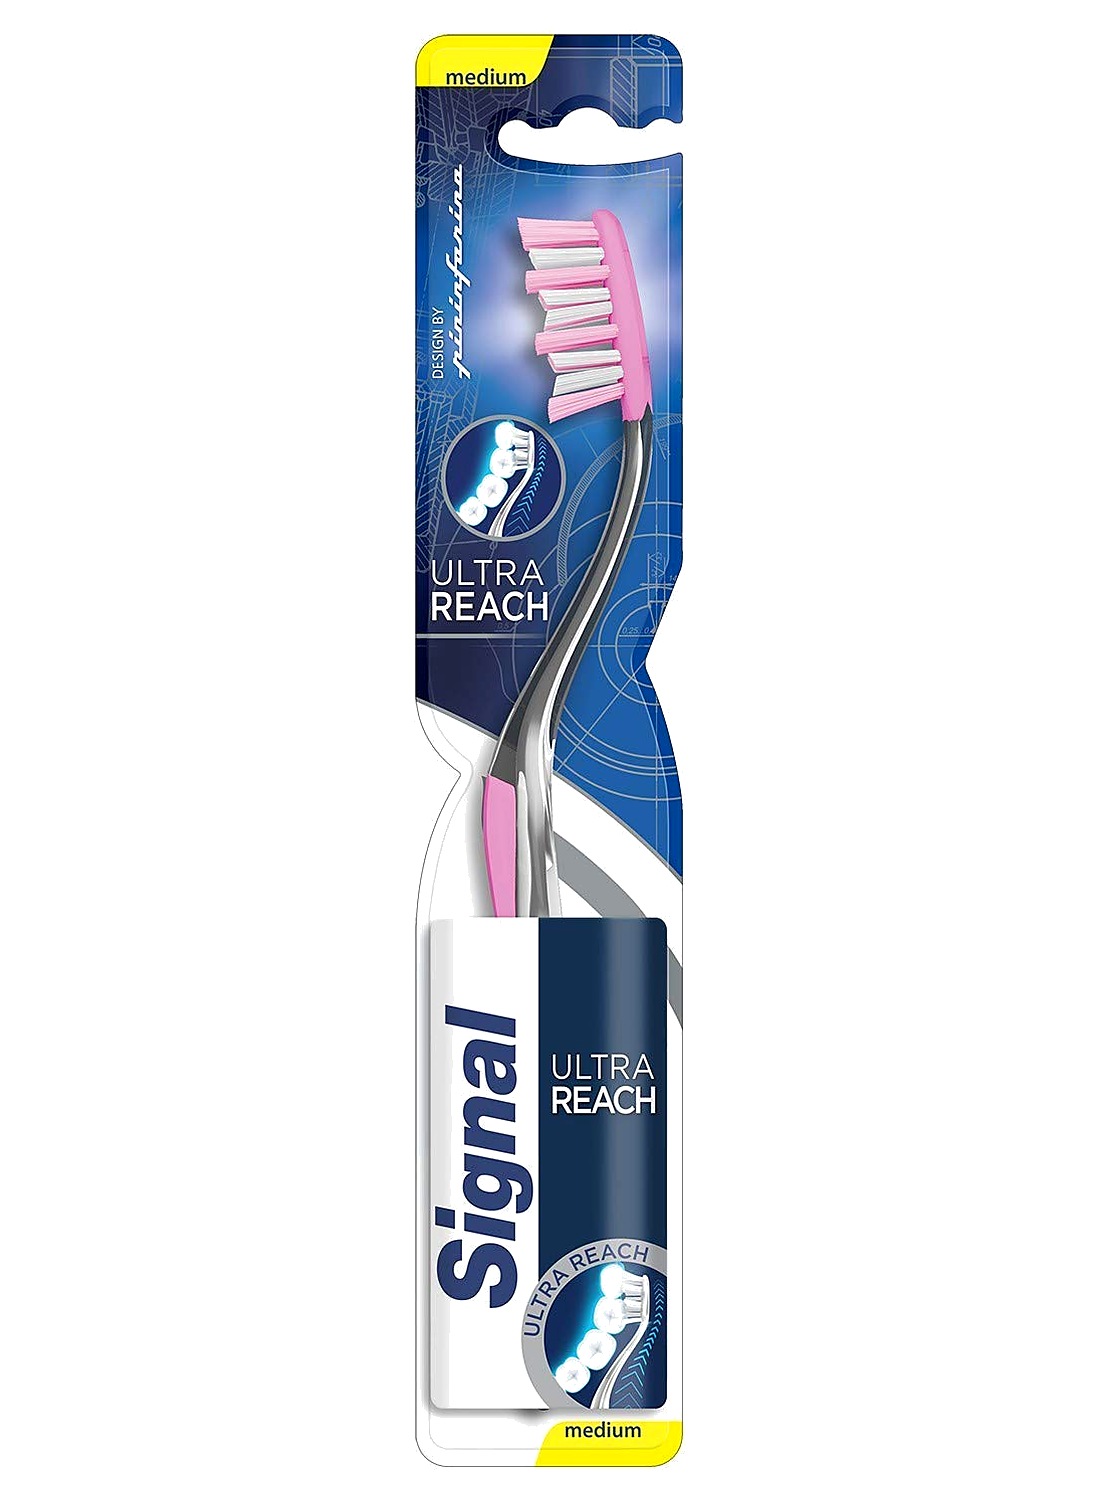 medium
DESIGN BY
pininfarina
ULTRA
REACH
Signal
ULTRA
REACH
ULTRA REACH
medium